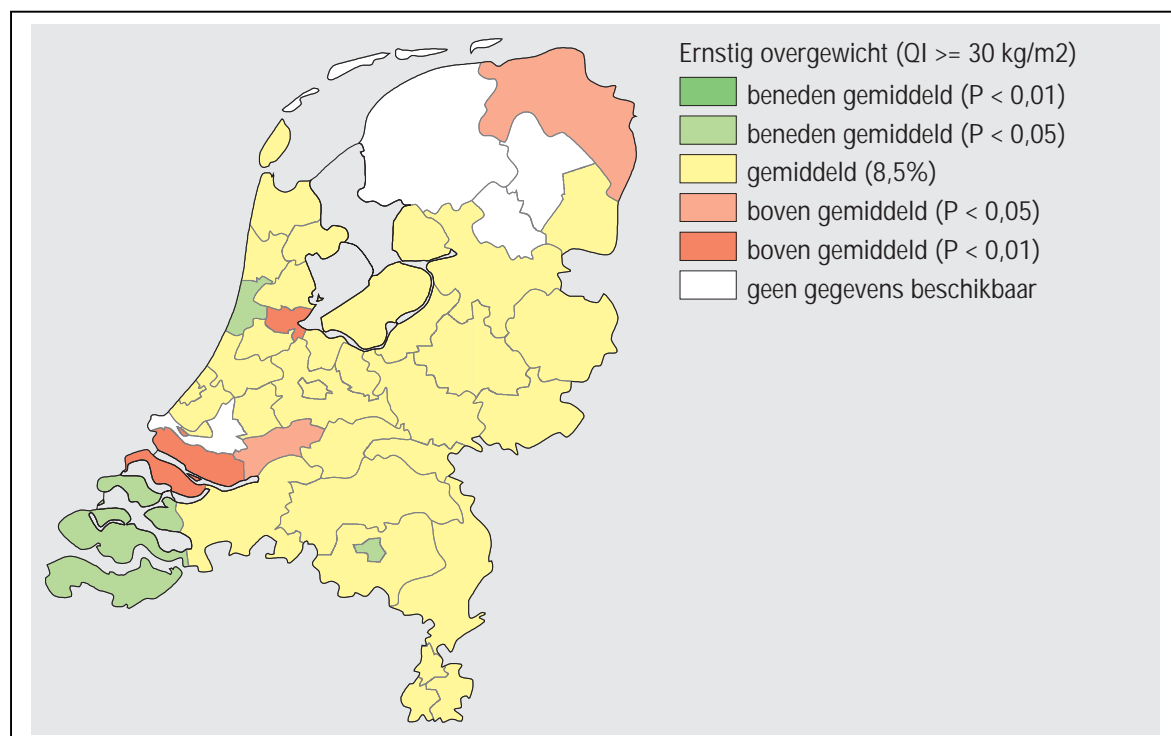 Ernstig overgewicht (QI >= 30 kg/m2)
beneden gemiddeld (P < 0,01)
beneden gemiddeld (P < 0,05)
gemiddeld (8,5%)
boven gemiddeld (P < 0,05)
boven gemiddeld (P < 0,01)
geen gegevens beschikbaar